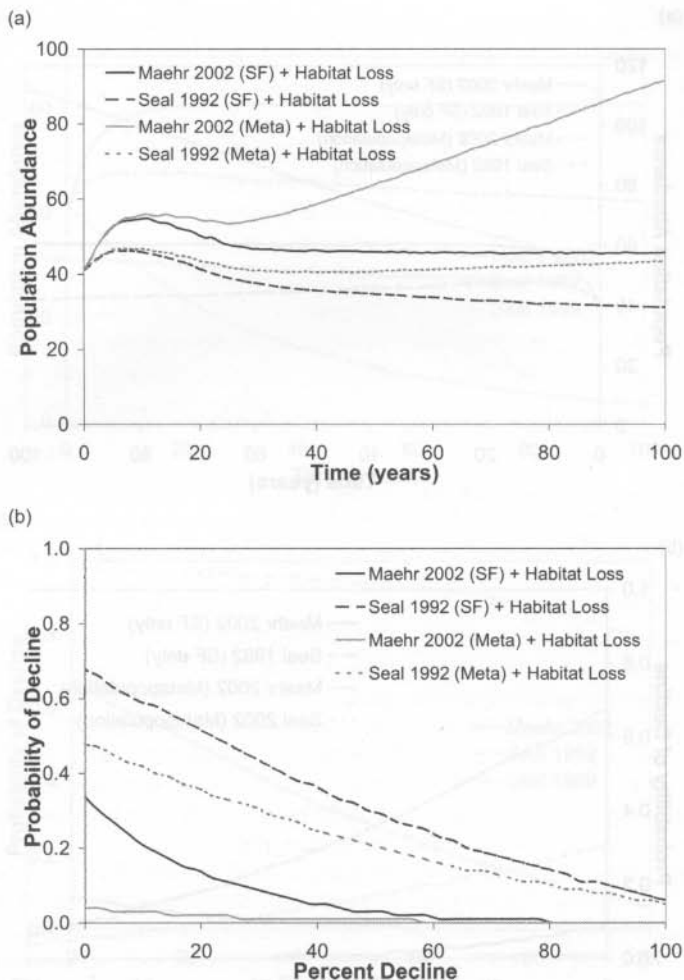 (a)
100
80
60
40
20
0
Population Abundance
Maehr 2002 (SF) + Habitat Loss
Seal 1992 (SF) + Habitat Loss
Maehr 2002 (Meta) + Habitat Loss
Seal 1992 (Meta) + Habitat Loss
0 20 40 60 80 100
Time (years)
(b)
1.0
0.8
0.6
0.4
0.2
0.0
Probability of Decline
Maehr 2002 (SF) + Habitat Loss
Seal 1992 (SF) + Habitat Loss
Maehr 2002 (Meta) + Habitat Loss
Seal 1992 (Meta) + Habitat Loss
0 20 40 60 80 100
Percent Decline